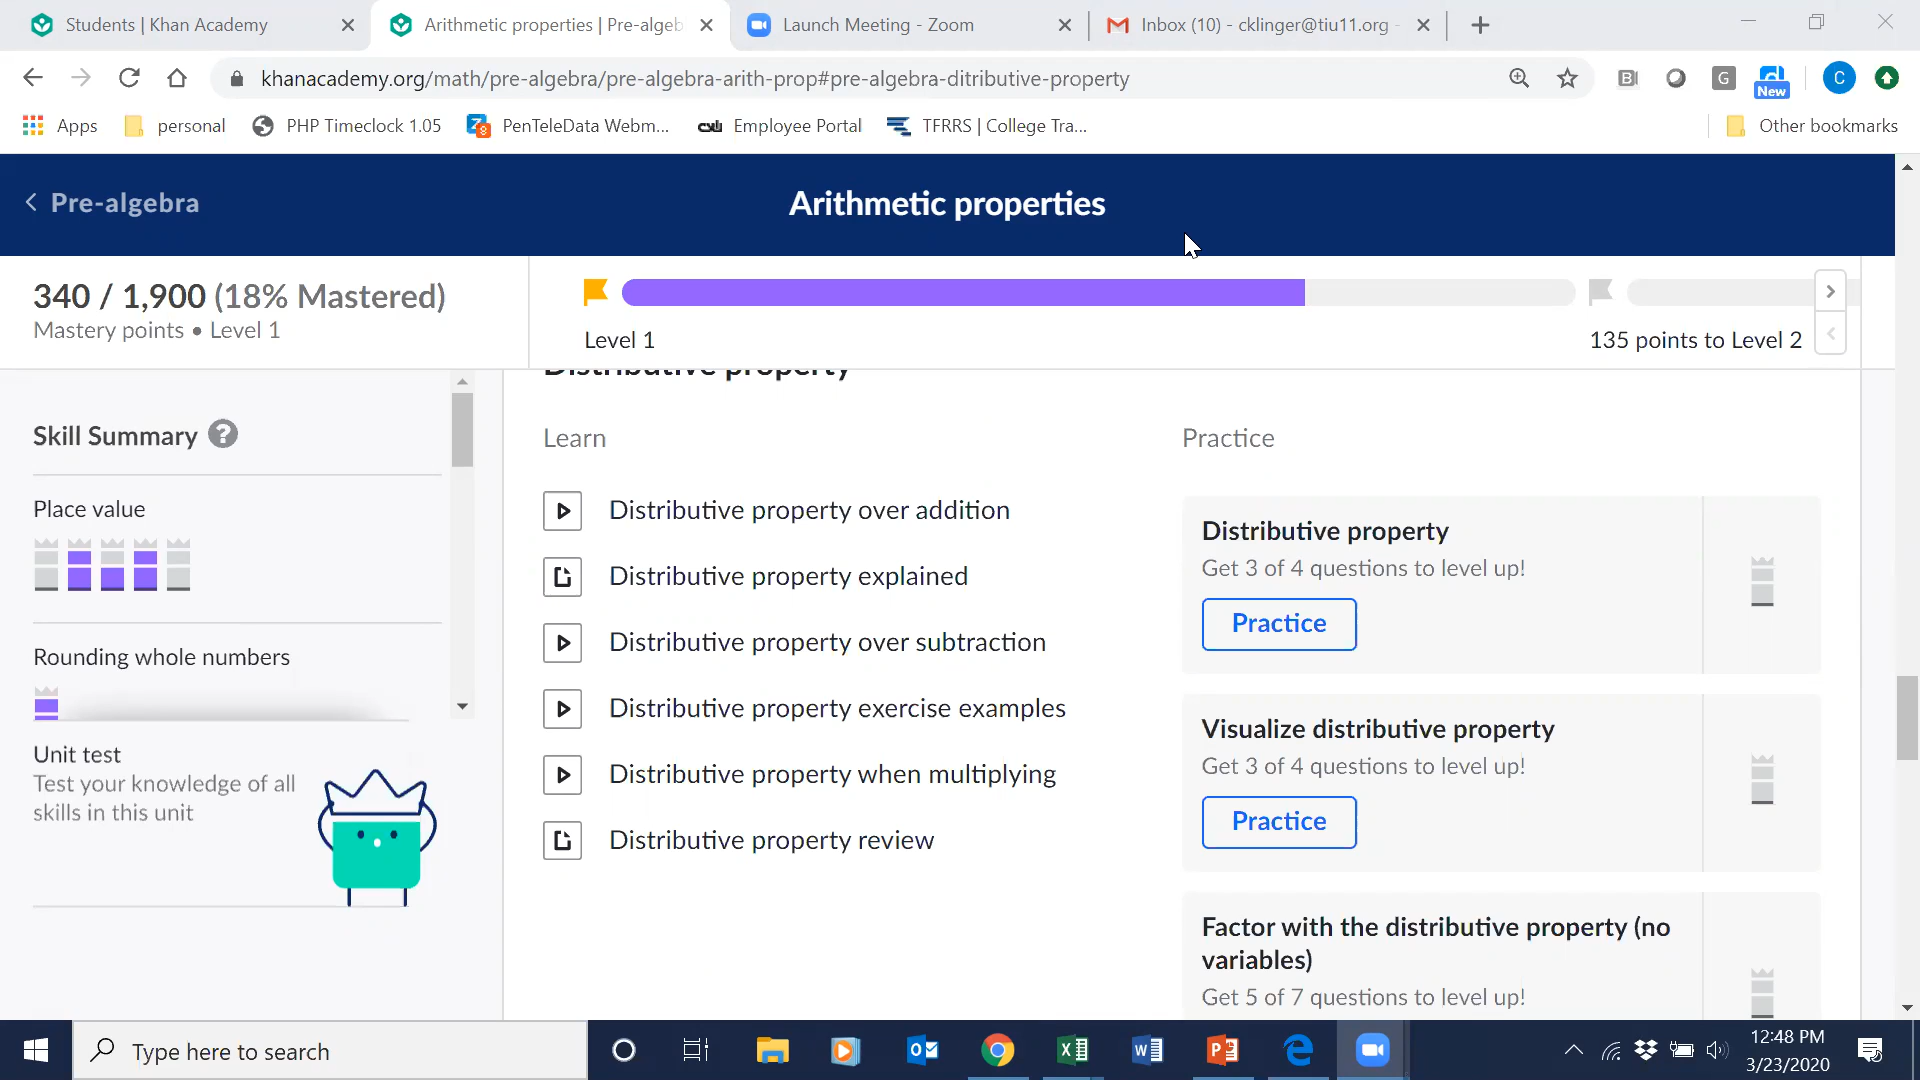 Students | Khan Academy
Arithmetic properties | Pre-algeb
Launch Meeting - Zoom
Inbox (10) - cklinger@tiu11.org -
khanacademy.org/math/pre-algebra/pre-algebra-arith-prop#pre-algebra-ditributive-property
B
G
New
C
Apps
personal
PHP Timeclock 1.05
PenTeleData Webm...
Employee Portal
TFRRS | College Tra...
Other bookmarks
Pre-algebra
Arithmetic properties
340 / 1,900 (18% Mastered)
Mastery points • Level 1
Level 1
135 points to Level 2
Distributive property
Skill Summary ?
Place value
Rounding whole numbers
Unit test
Test your knowledge of all
skills in this unit
Learn
Distributive property over addition
Distributive property explained
Distributive property over subtraction
Distributive property exercise examples
Distributive property when multiplying
Distributive property review
Practice
Distributive property
Get 3 of 4 questions to level up!
Practice
Visualize distributive property
Get 3 of 4 questions to level up!
Practice
Factor with the distributive property (no
variables)
Get 5 of 7 questions to level up!
Type here to search
12:48 PM
3/23/2020